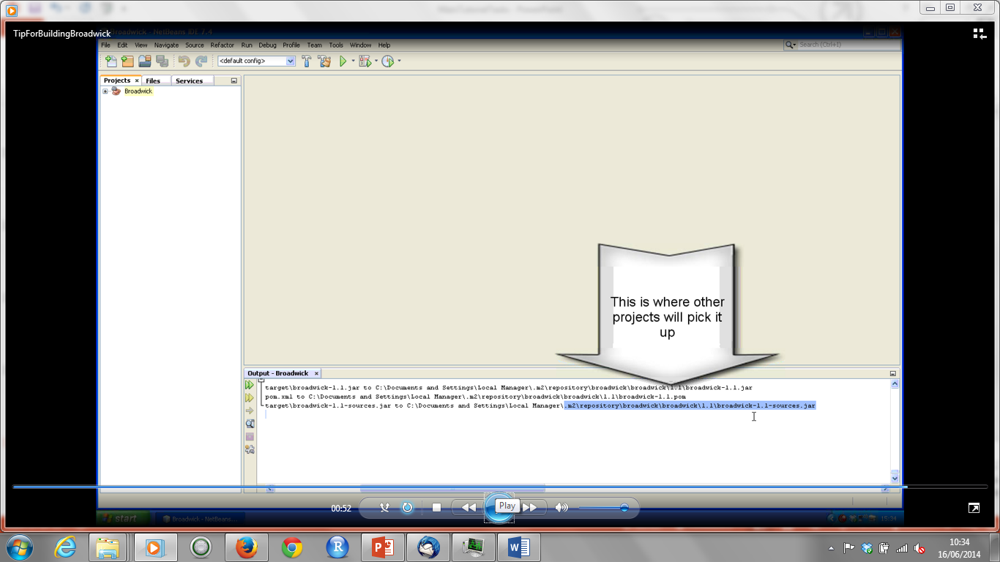 TipForBuildingBroadwick
Broadwick - NetBeans IDE 7.4
File Edit View Navigate Source Refactor Run Debug Profile Team Tools Window Help
Search (Ctrl+I)
<default config>
Projects Files Services
Broadwick
This is where other
projects will pick it
up
Output - Broadwick
target\broadwick-1.1.jar to C:\Documents and Settings\Local Manager\.m2\repository\broadwick\broadwick\1.1\broadwick-1.1.jar
pom.xml to C:\Documents and Settings\Local Manager\.m2\repository\broadwick\broadwick\1.1\broadwick-1.1.pom
target\broadwick-1.1-sources.jar to C:\Documents and Settings\Local Manager\.m2\repository\broadwick\broadwick\1.1\broadwick-1.1-sources.jar
00:52
Play
start
Broadwick - NetBeans...
15:24
10:34
16/06/2014